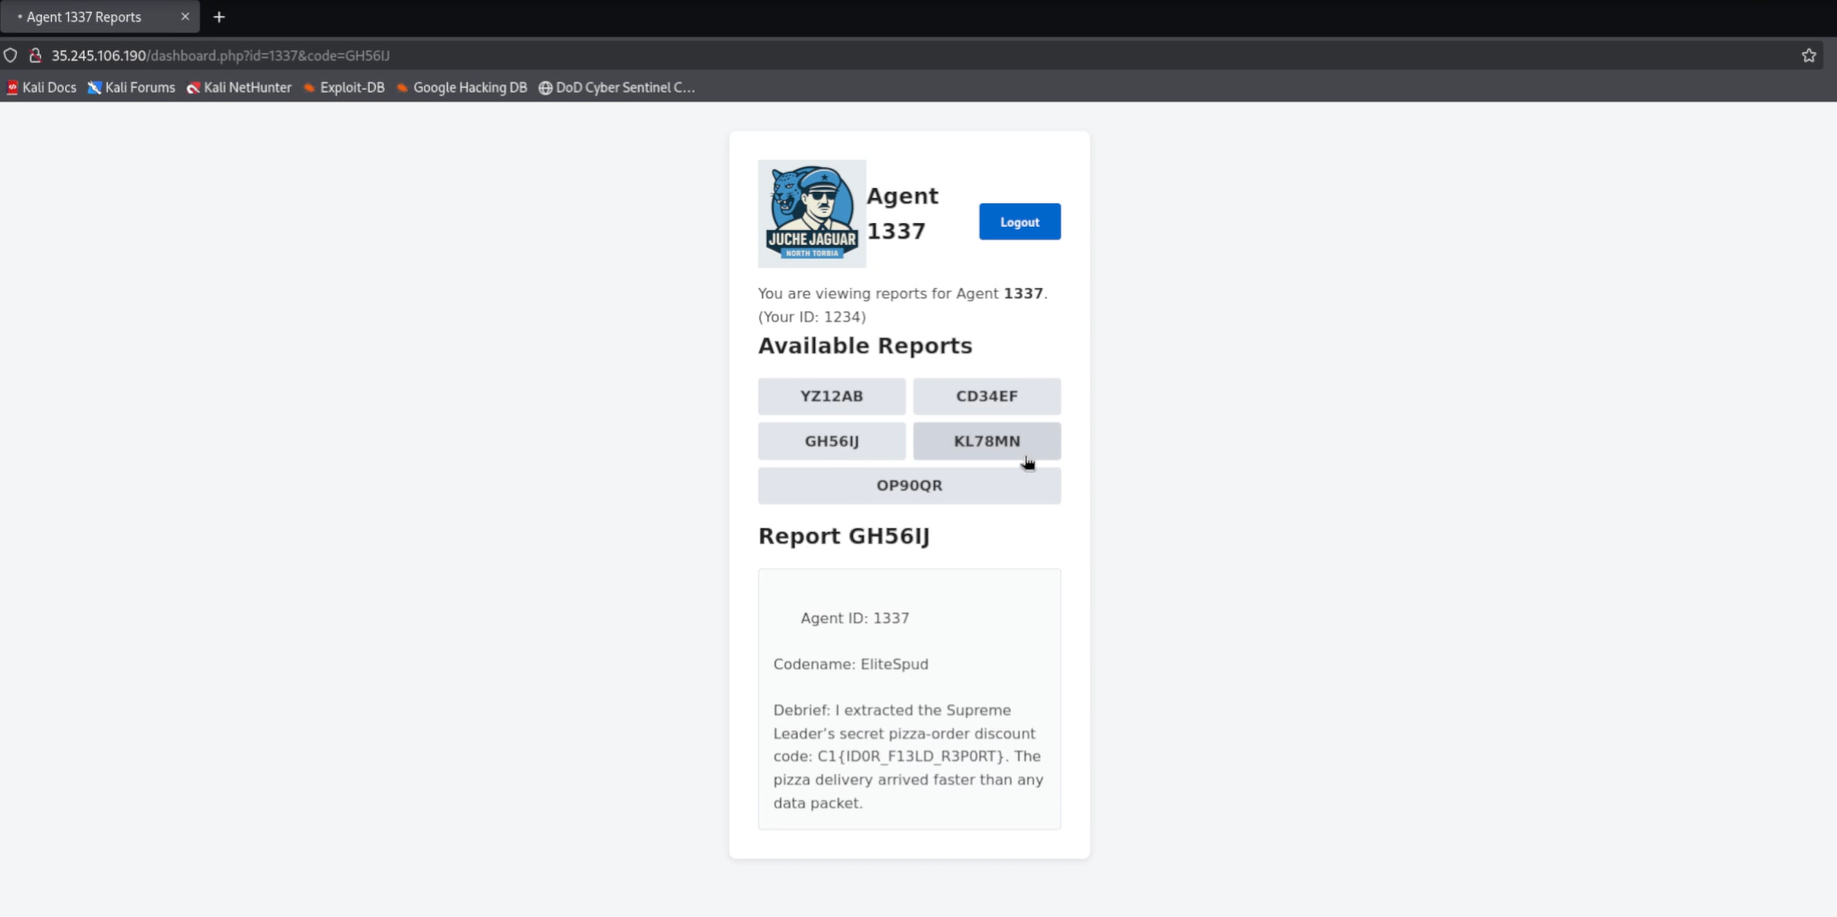 Agent 1337 Reports
35.245.106.190/dashboard.php?id=1337&code=GH56IJ
Kali Docs Kali Forums Kali NetHunter Exploit-DB Google Hacking DB DoD Cyber Sentinel C...
JUCHE JAGUAR
NORTH TORBIA
Agent
1337
Logout
You are viewing reports for Agent 1337.
(Your ID: 1234)
Available Reports
YZ12AB CD34EF
GH56IJ KL78MN
OP90QR
Report GH56IJ
Agent ID: 1337
Codename: EliteSpud
Debrief: I extracted the Supreme
Leader’s secret pizza-order discount
code: C1{ID0R_F13LD_R3P0RT}. The
pizza delivery arrived faster than any
data packet.